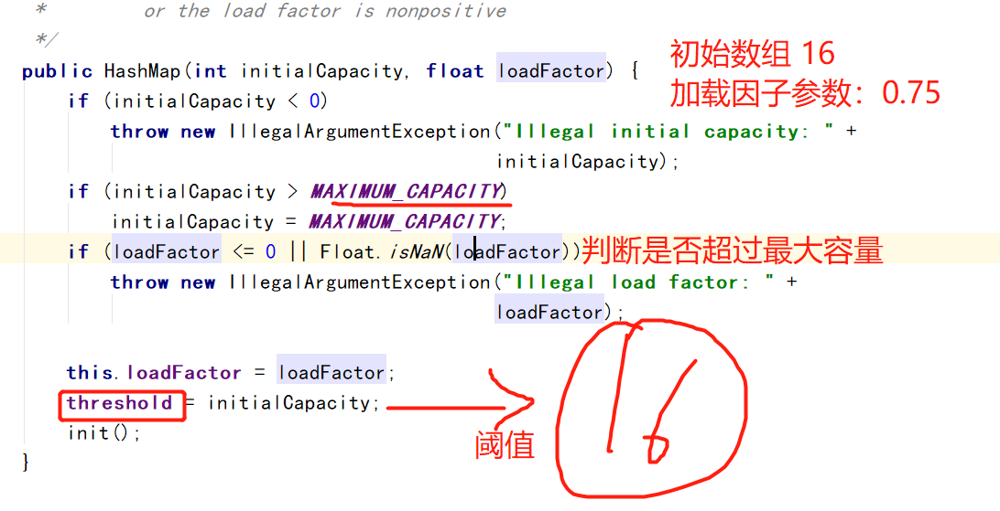 * or the load factor is nonpositive
*/
public HashMap(int initialCapacity, float loadFactor) {
初始数组 16
加载因子参数：0.75
if (initialCapacity < 0)
throw new IllegalArgumentException("Illegal initial capacity: " +
initialCapacity);
if (initialCapacity > MAXIMUM_CAPACITY)
initialCapacity = MAXIMUM_CAPACITY;
if (loadFactor <= 0 || Float.isNaN(loadFactor))判断是否超过最大容量
throw new IllegalArgumentException("Illegal load factor: " +
loadFactor);
this.loadFactor = loadFactor;
threshold = initialCapacity;
阈值
16
init();
}